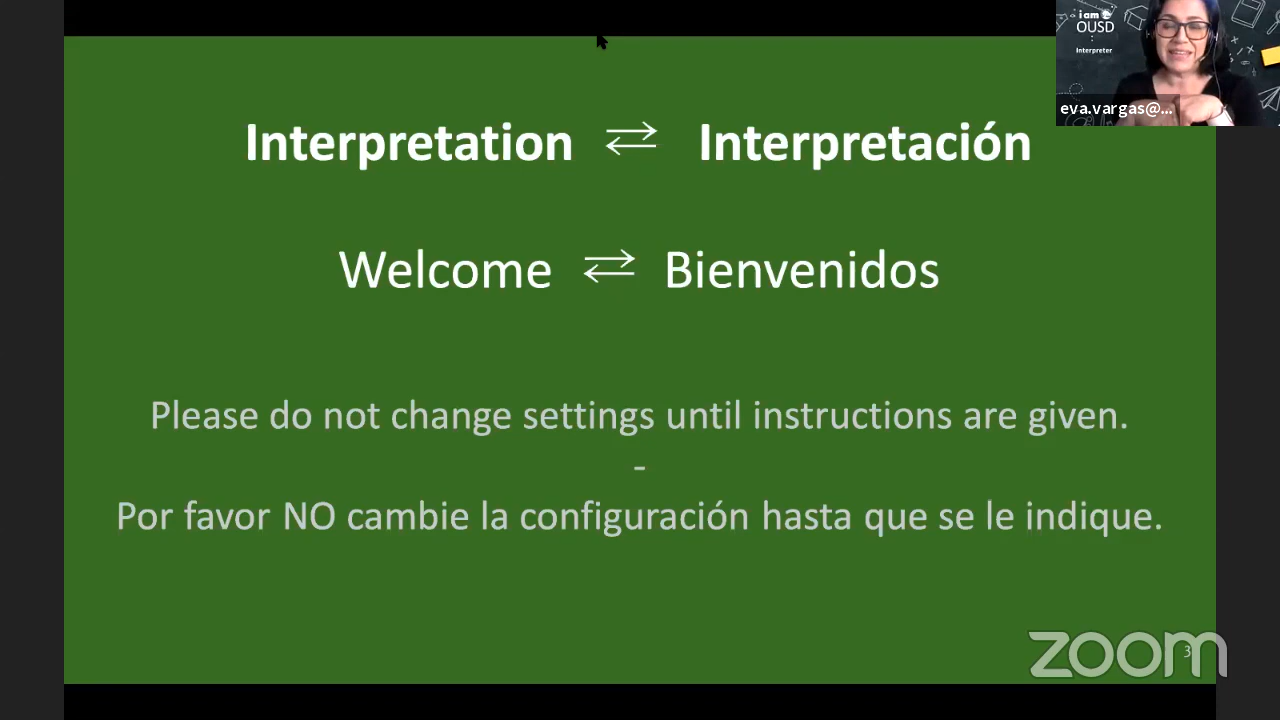 i am
OUSD
Interpreter
eva.vargas@...
Interpretation ⇄ Interpretación
Welcome ⇄ Bienvenidos
Please do not change settings until instructions are given.
-
Por favor NO cambie la configuración hasta que se le indique.
zoom
3